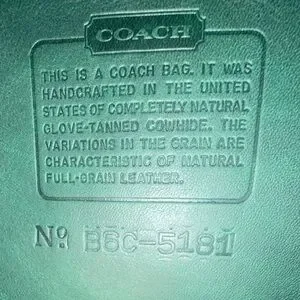 COACH
THIS IS A COACH BAG. IT WAS
HANDCRAFTED IN THE UNITED
STATES OF COMPLETELY NATURAL
GLOVE-TANNED COWHIDE. THE
VARIATIONS IN THE GRAIN ARE
CHARACTERISTIC OF NATURAL
FULL-GRAIN LEATHER.
Nº B6C-5181